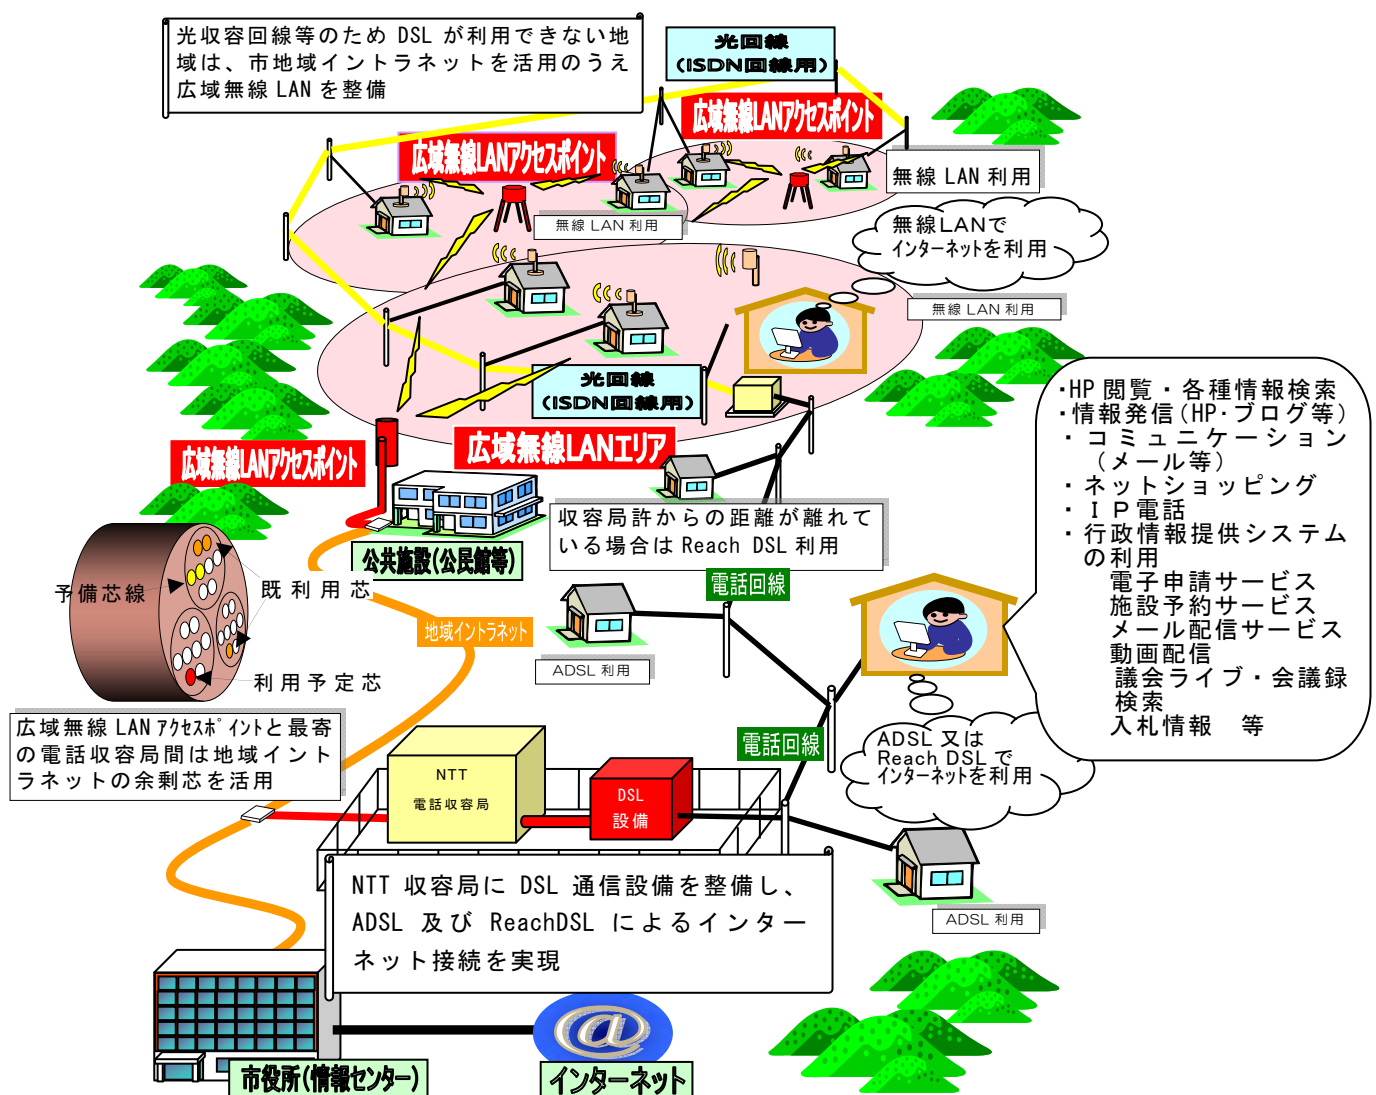 光収容回線等のため DSL が利用できない地
域は、市地域イントラネットを活用のうえ
広域無線 LAN を整備
光回線
(ISDN回線用)
広域無線LANアクセスポイント
広域無線LANアクセスポイント
無線 LAN 利用
無線 LAN 利用
無線LANで
インターネットを利用
無線 LAN 利用
光回線
(ISDN回線用)
広域無線LANエリア
広域無線LANアクセスポイント
公共施設(公民館等)
収容局許からの距離が離れて
いる場合は Reach DSL 利用
・HP 閲覧・各種情報検索
・情報発信(HP・ブログ等)
・コミュニケーション
(メール等)
・ネットショッピング
・IP電話
・行政情報提供システム
の利用
電子申請サービス
施設予約サービス
メール配信サービス
動画配信
議会ライブ・会議録
検索
入札情報 等
予備芯線
既利用芯
利用予定芯
電話回線
地域イントラネット
ADSL 利用
広域無線 LAN アクセスポイントと最寄
の電話収容局間は地域イント
ラネットの余剰芯を活用
電話回線
ADSL 又は
Reach DSL で
インターネットを利用
NTT
電話収容局
DSL
設備
NTT 収容局に DSL 通信設備を整備し、
ADSL 及び ReachDSL によるインター
ネット接続を実現
ADSL 利用
市役所(情報センター)
@
インターネット